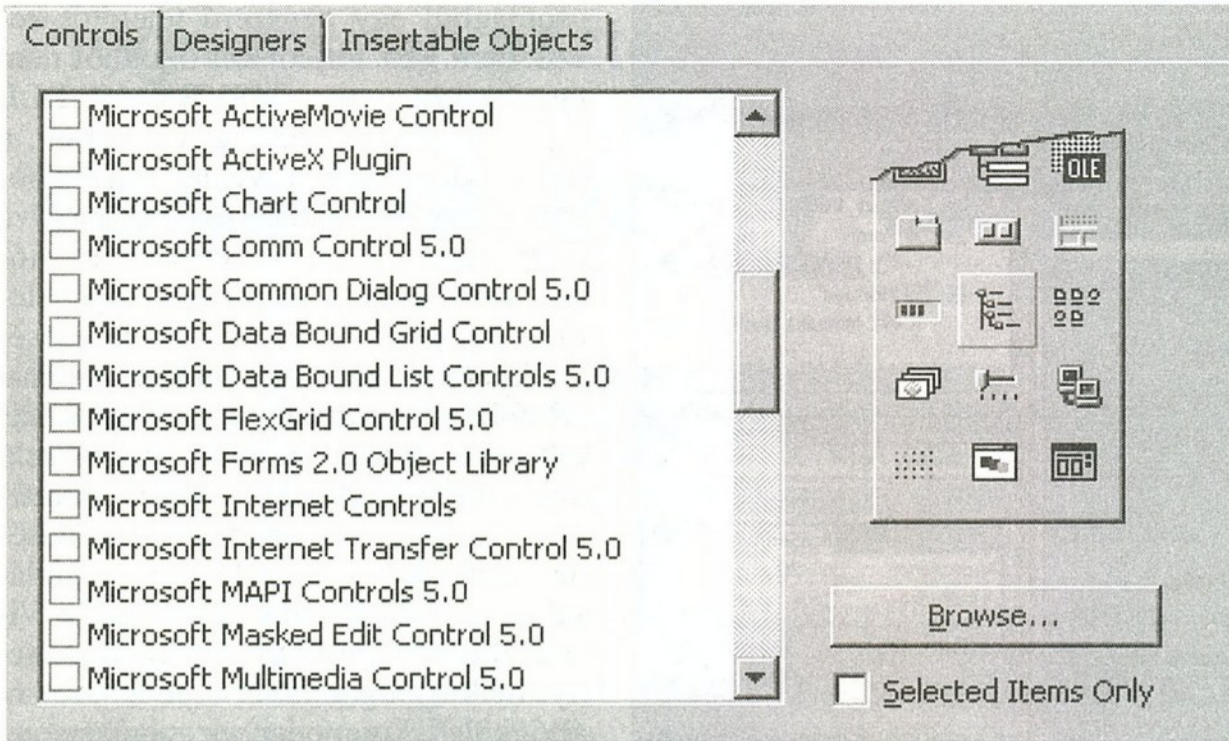 Controls
Designers
Insertable Objects
Microsoft ActiveMovie Control
Microsoft ActiveX Plugin
Microsoft Chart Control
Microsoft Comm Control 5.0
Microsoft Common Dialog Control 5.0
Microsoft Data Bound Grid Control
Microsoft Data Bound List Controls 5.0
Microsoft FlexGrid Control 5.0
Microsoft Forms 2.0 Object Library
Microsoft Internet Controls
Microsoft Internet Transfer Control 5.0
Microsoft MAPI Controls 5.0
Microsoft Masked Edit Control 5.0
Microsoft Multimedia Control 5.0
OLE
Browse...
Selected Items Only